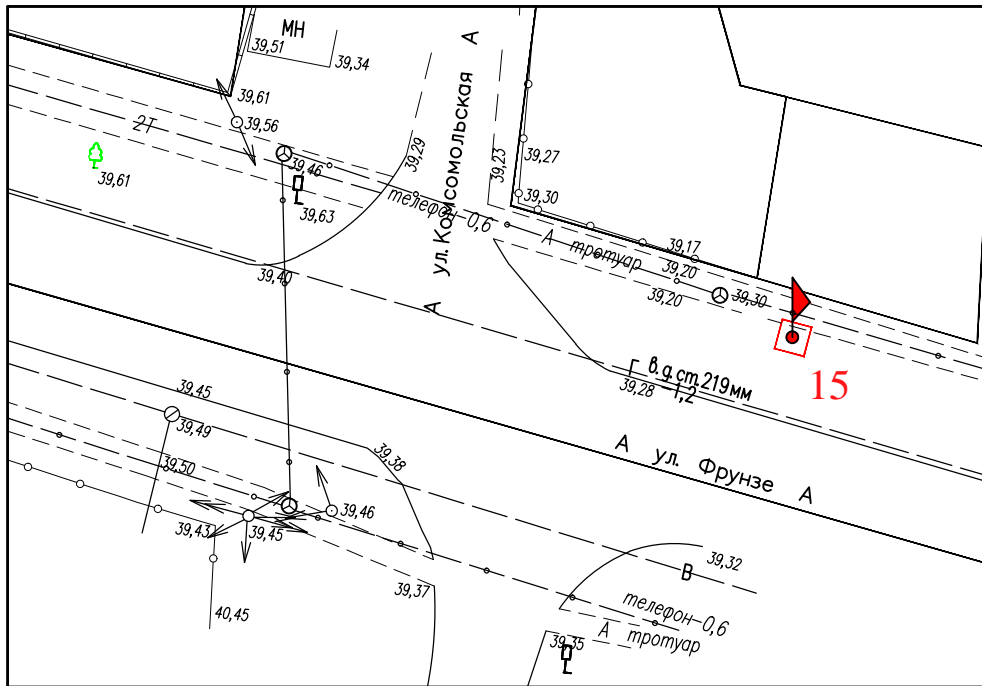 МН
39,51
39,34
А
39,61
2Т
39,56
39,46
39,61
39,63
39,29
ул. Комсомольская
39,23
39,27
39,30
телефон-0,6
А тротуар
39,17
39,20
39,20
39,30
39,40
А
15
Г в.д.ст.219мм
-1,2
39,28
39,45
39,49
39,38
39,50
А ул. Фрунзе А
39,43
39,45
39,46
39,37
39,32
В
40,45
телефон-0,6
А тротуар
39,35